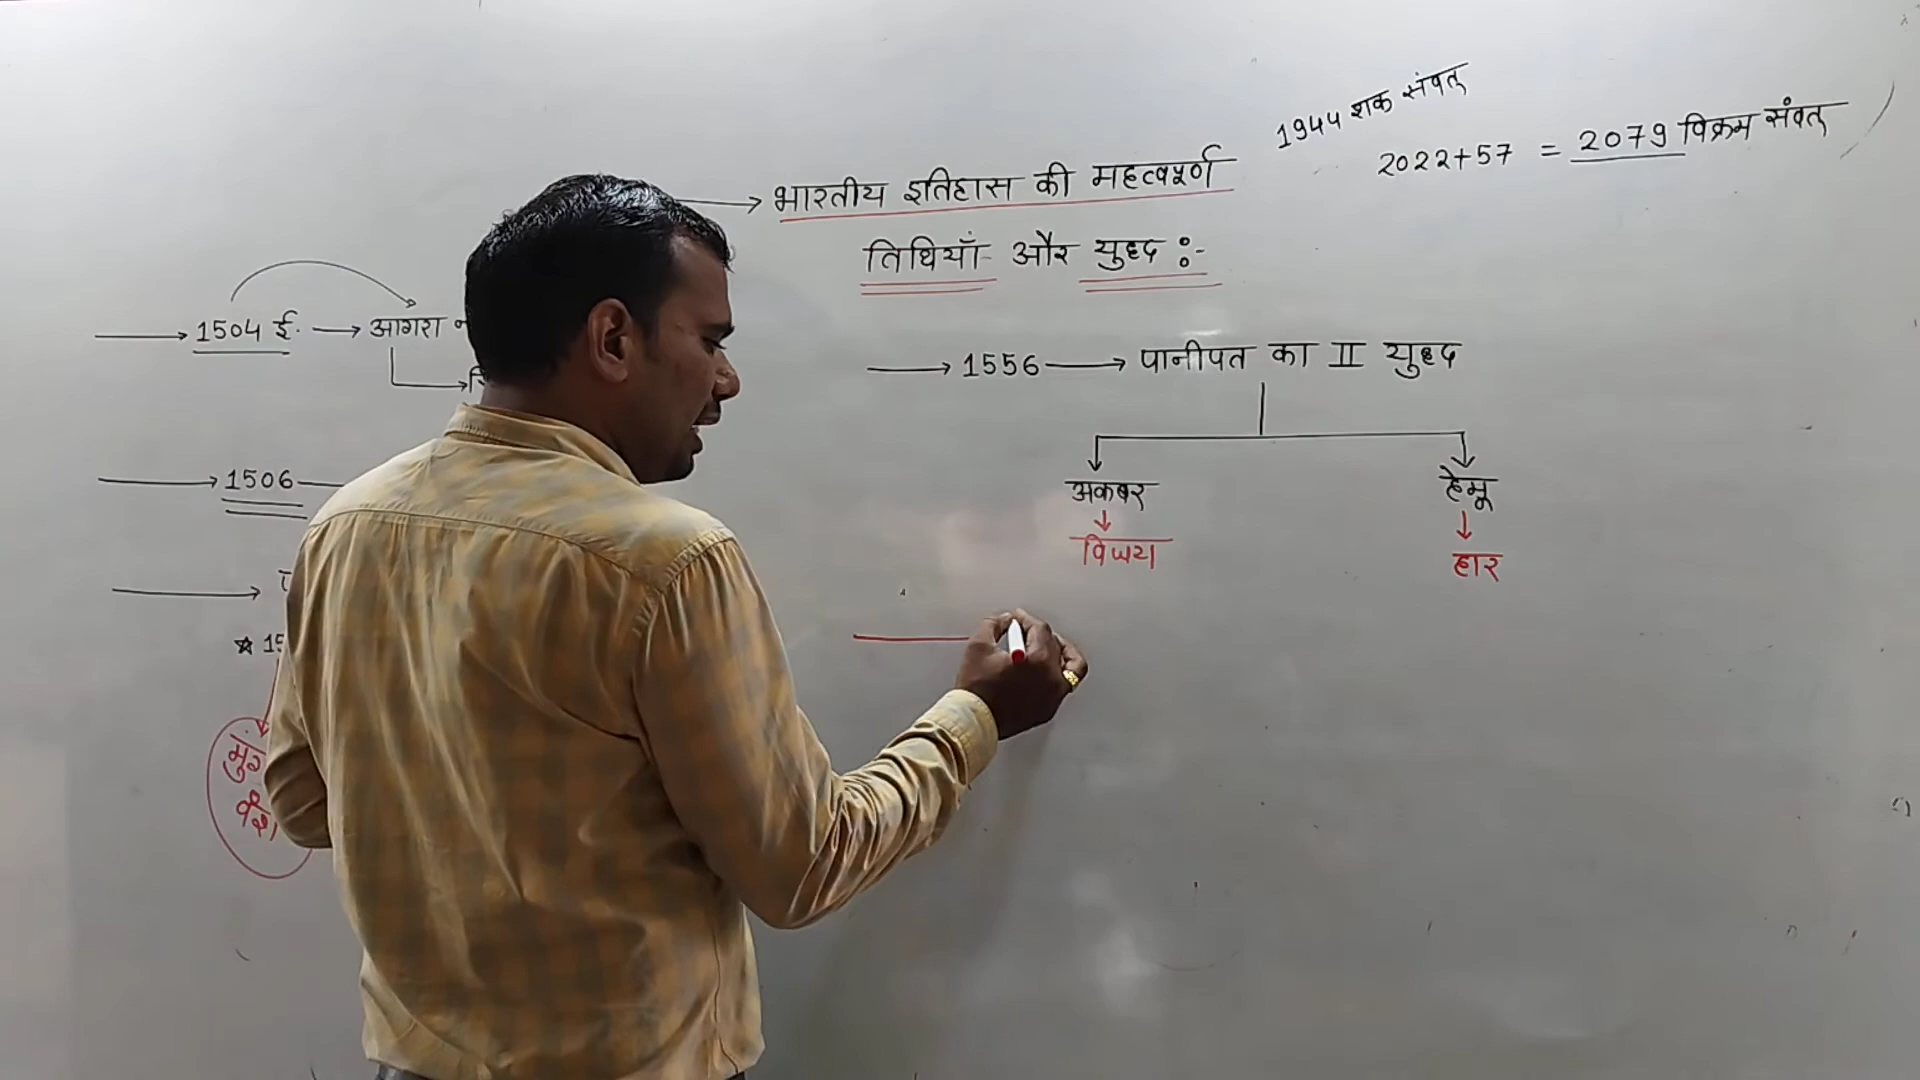 1944 शक संवत्
2022+57 = 2079 विक्रम संवत्
भारतीय इतिहास की महत्वपूर्ण
तिथियाँ और युद्ध :-
1504 ई. → आगरा
1506
1556 → पानीपत का II युद्ध
अकबर हेमू
विजय हार